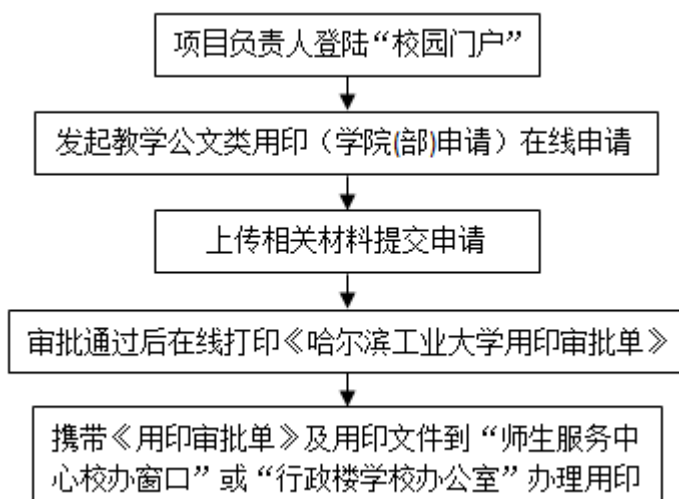 项目负责人登陆“校园门户”
发起教学公文类用印（学院(部)申请）在线申请
上传相关材料提交申请
审批通过后在线打印《哈尔滨工业大学用印审批单》
携带《用印审批单》及用印文件到“师生服务中
心校办窗口”或“行政楼学校办公室”办理用印